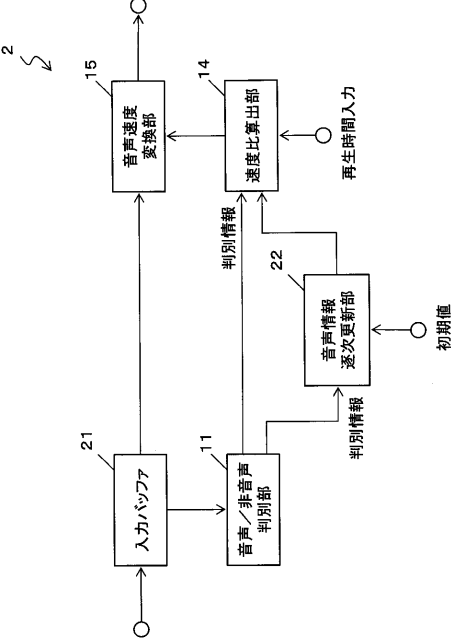 2
21
入力バッファ
15
音声速度
変換部
11
音声／非音声
判別部
判別情報
14
速度比算出部
再生時間入力
判別情報
22
音声情報
逐次更新部
初期値